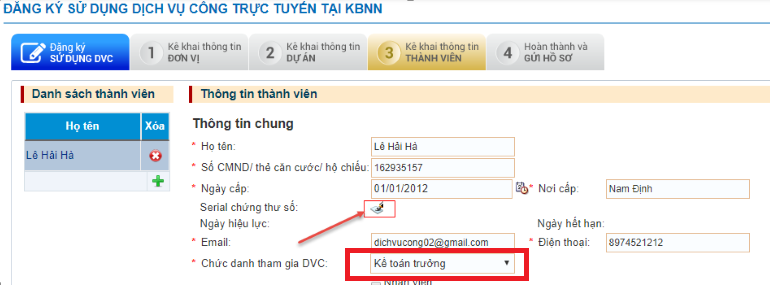 ĐĂNG KÝ SỬ DỤNG DỊCH VỤ CÔNG TRỰC TUYẾN TẠI KBNN
Đăng ký
SỬ DỤNG DVC
1 Kê khai thông tin
ĐƠN VỊ
2 Kê khai thông tin
DỰ ÁN
3 Kê khai thông tin
THÀNH VIÊN
4 Hoàn thành và
GỬI HỒ SƠ
Danh sách thành viên
Họ tên Xóa
Lê Hải Hà
Thông tin thành viên
Thông tin chung
* Họ tên: Lê Hải Hà
* Số CMND/ thẻ căn cước/ hộ chiếu: 162935157
* Ngày cấp: 01/01/2012 * Nơi cấp: Nam Định
Serial chứng thư số:
Ngày hiệu lực: Ngày hết hạn:
* Email: dichvucong02@gmail.com * Điện thoại: 8974521212
* Chức danh tham gia DVC: Kế toán trưởng
Nhân viên